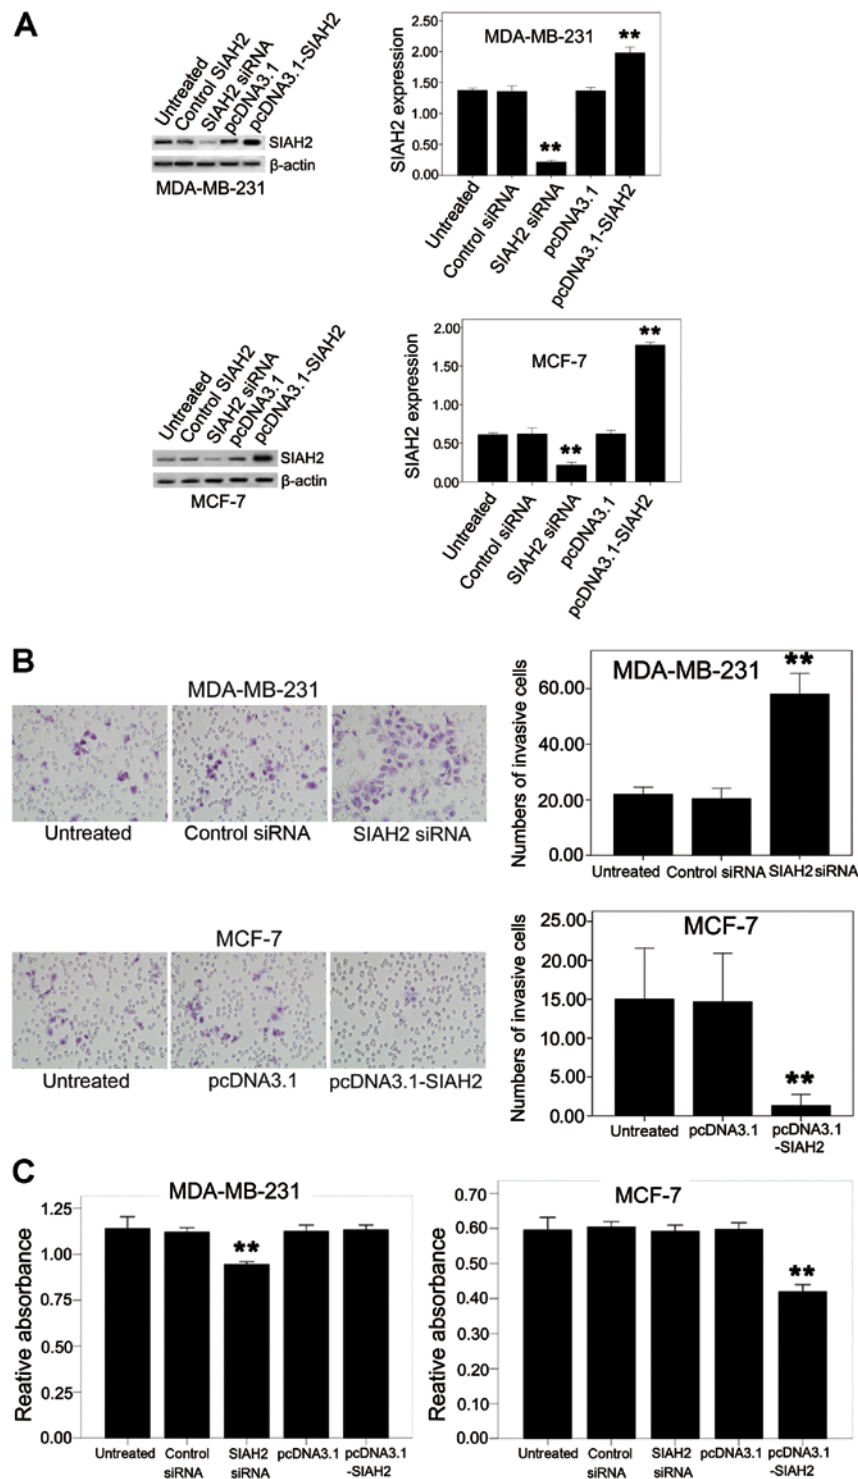 A
Untreated
Control SIAH2
SIAH2 siRNA
pcDNA3.1
pcDNA3.1-SIAH2
SIAH2
β-actin
MDA-MB-231
MDA-MB-231
**
**
SIAH2 expression
2.50
2.00
1.50
1.00
0.50
0.00
Untreated
Control siRNA
SIAH2 siRNA
pcDNA3.1
pcDNA3.1-SIAH2
Untreated
Control SIAH2
SIAH2 siRNA
pcDNA3.1
pcDNA3.1-SIAH2
SIAH2
β-actin
MCF-7
MCF-7
**
**
SIAH2 expression
2.00
1.50
1.00
0.50
0.00
Untreated
Control siRNA
SIAH2 siRNA
pcDNA3.1
pcDNA3.1-SIAH2
B
MDA-MB-231
Untreated
Control siRNA
SIAH2 siRNA
MDA-MB-231
**
Numbers of invasive cells
60.00
40.00
20.00
0.00
Untreated
Control siRNA
SIAH2 siRNA
MCF-7
Untreated
pcDNA3.1
pcDNA3.1-SIAH2
MCF-7
**
Numbers of invasive cells
25.00
20.00
15.00
10.00
5.00
0.00
Untreated
pcDNA3.1
pcDNA3.1
-SIAH2
C
MDA-MB-231
**
Reative absorbance
1.25
1.00
0.75
0.50
0.25
0.00
Untreated
Control
siRNA
SIAH2
siRNA
pcDNA3.1
pcDNA3.1
-SIAH2
MCF-7
**
Reative absorbance
0.70
0.60
0.50
0.40
0.30
0.20
0.10
0.00
Untreated
Control
siRNA
SIAH2
siRNA
pcDNA3.1
pcDNA3.1
-SIAH2